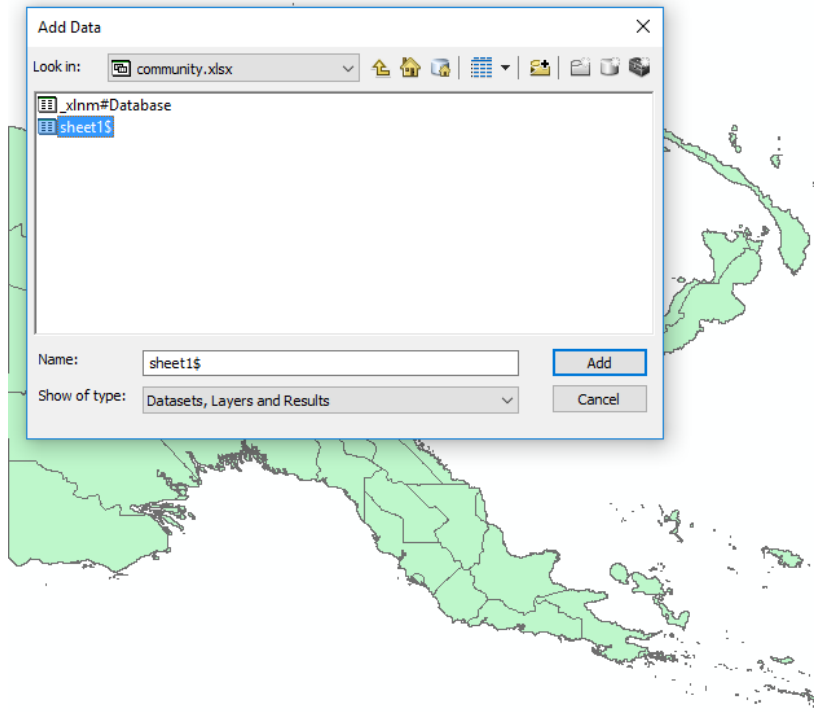 Add Data
Look in: community.xlsx
_xlnm#Database
sheet1$
Name: sheet1$ Add
Show of type: Datasets, Layers and Results Cancel